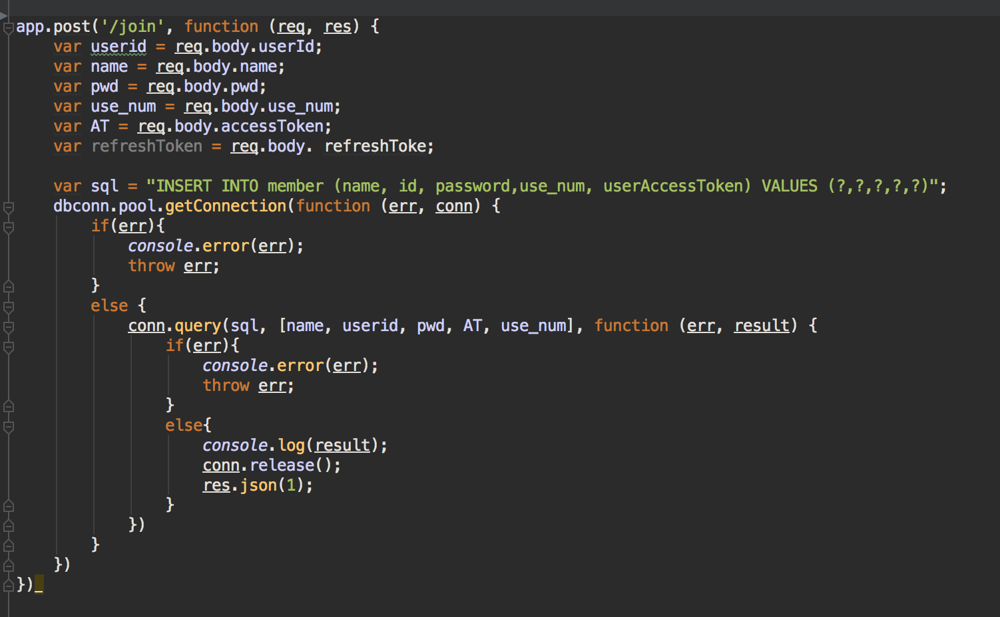 app.post('/join', function (req, res) {
    var userid = req.body.userId;
    var name = req.body.name;
    var pwd = req.body.pwd;
    var use_num = req.body.use_num;
    var AT = req.body.accessToken;
    var refreshToken = req.body. refreshToke;

    var sql = "INSERT INTO member (name, id, password,use_num, userAccessToken) VALUES (?,?,?,?,?)";
    dbconn.pool.getConnection(function (err, conn) {
        if(err){
            console.error(err);
            throw err;
        }
        else {
            conn.query(sql, [name, userid, pwd, AT, use_num], function (err, result) {
                if(err){
                    console.error(err);
                    throw err;
                }
                else{
                    console.log(result);
                    conn.release();
                    res.json(1);
                }
            })
        }
    })
})